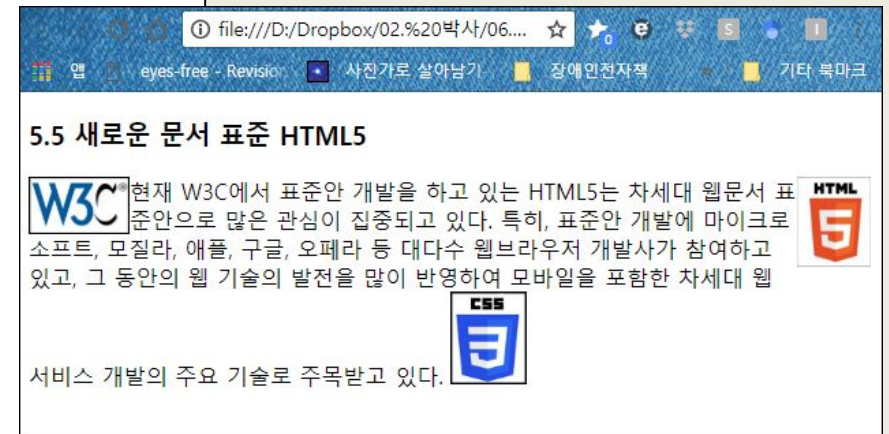 file:///D:/Dropbox/02.%20박사/06....
0 e S I
앱 eyes-free - Revision 사진가로 살아남기 장애인전자책 » 기타 북마크
5.5 새로운 문서 표준 HTML5
W3C® 현재 W3C에서 표준안 개발을 하고 있는 HTML5는 차세대 웹문서 표 HTML 5
준안으로 많은 관심이 집중되고 있다. 특히, 표준안 개발에 마이크로
소프트, 모질라, 애플, 구글, 오페라 등 대다수 웹브라우저 개발사가 참여하고
있고, 그 동안의 웹 기술의 발전을 많이 반영하여 모바일을 포함한 차세대 웹
CSS 3
서비스 개발의 주요 기술로 주목받고 있다.